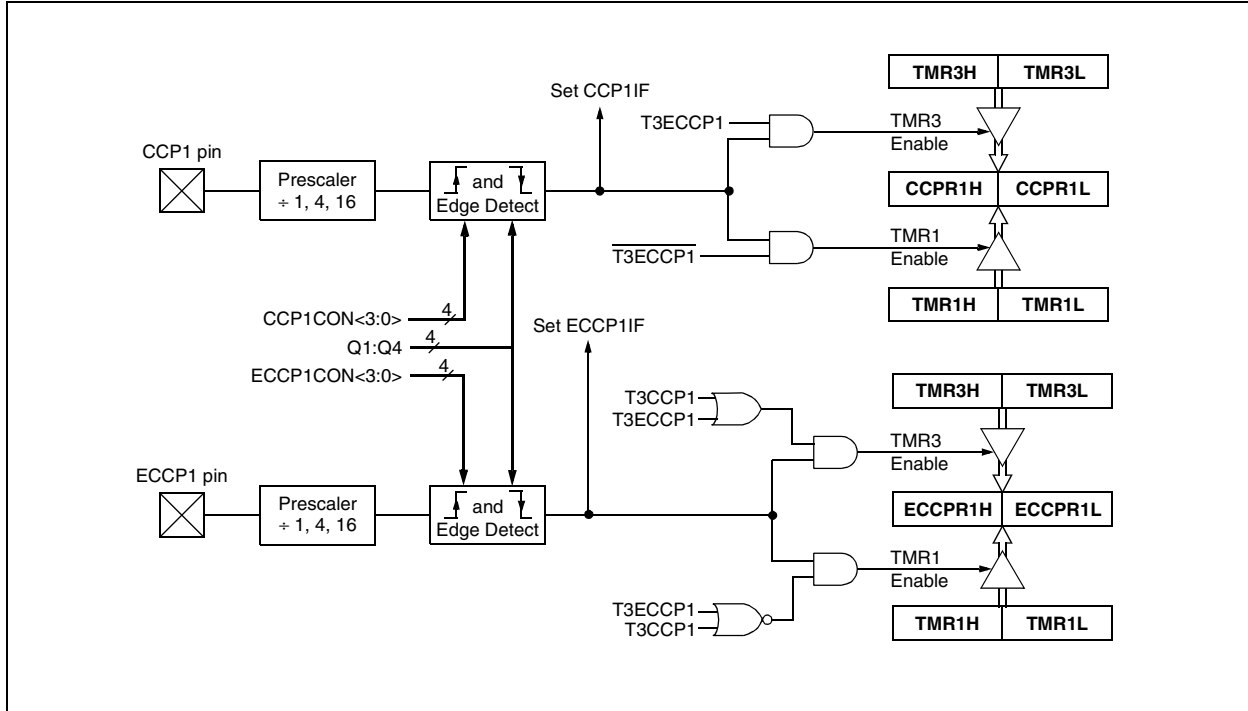 TMR3H TMR3L
Set CCP1IF
T3ECCP1
TMR3
Enable
CCP1 pin
Prescaler
÷ 1, 4, 16
and
Edge Detect
CCPR1H CCPR1L
T3ECCP1
TMR1
Enable
TMR1H TMR1L
CCP1CON<3:0> 4
Q1:Q4 4
ECCP1CON<3:0> 4
Set ECCP1IF
TMR3H TMR3L
T3CCP1
T3ECCP1
TMR3
Enable
ECCP1 pin
Prescaler
÷ 1, 4, 16
and
Edge Detect
ECCPR1H ECCPR1L
TMR1
Enable
T3ECCP1
T3CCP1
TMR1H TMR1L